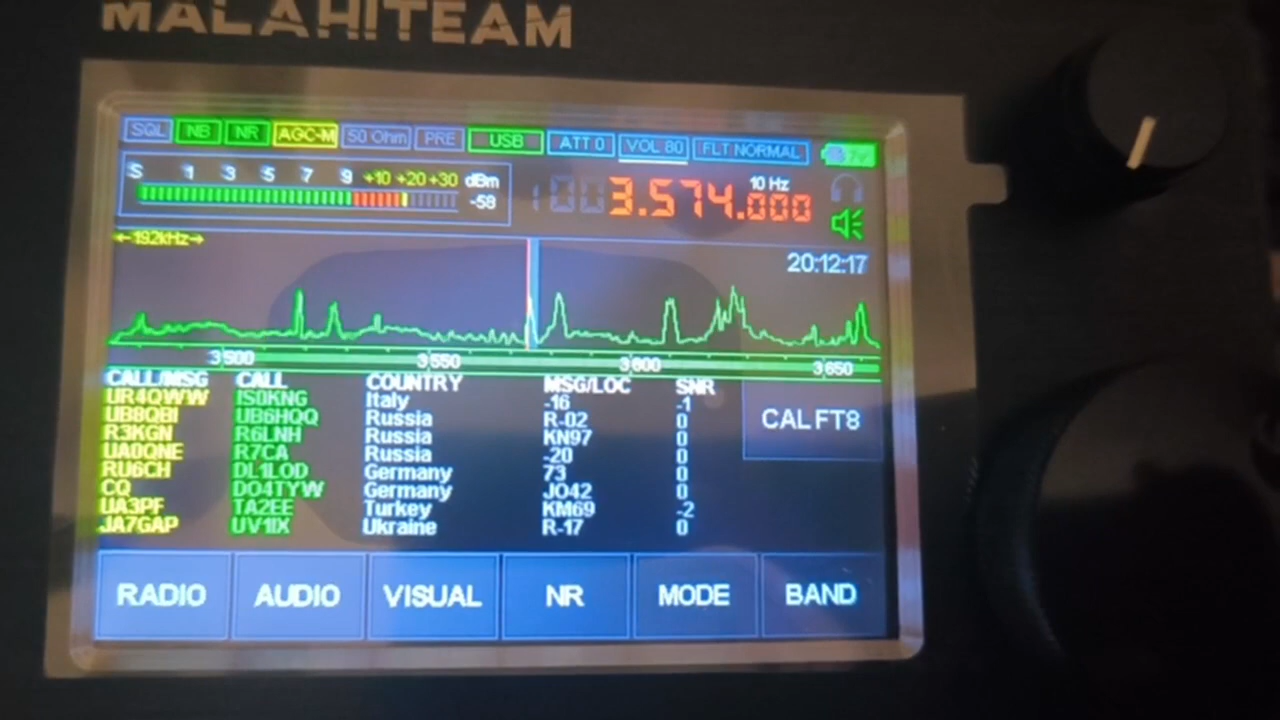 MALAHITEAM
SQL NB NR AGC-M 50 Ohm PRE USB ATT 0 VOL 80 FLT NORMAL
S 1 3 5 7 9 +10 +20 +30 dBm
-58
10 Hz
3.574.000
←192kHz→
20:12:17
3 500 3 550 3 600 3 650
CALL/MSG CALL COUNTRY MSG/LOC SNR
UR4QWW IS0KNG Italy -16 -1
UB8QBI UB6HQQ Russia R-02 0
R3KGN R6LNH Russia KN97 0
UA0QNE R7CA Russia -20 0
RU6CH DL1LOD Germany 73 0
CQ DO4TYW Germany JO42 0
UA3PF TA2EE Turkey KM69 -2
JA7GAP UV1IX Ukraine R-17 0
CAL FT8
RADIO AUDIO VISUAL NR MODE BAND